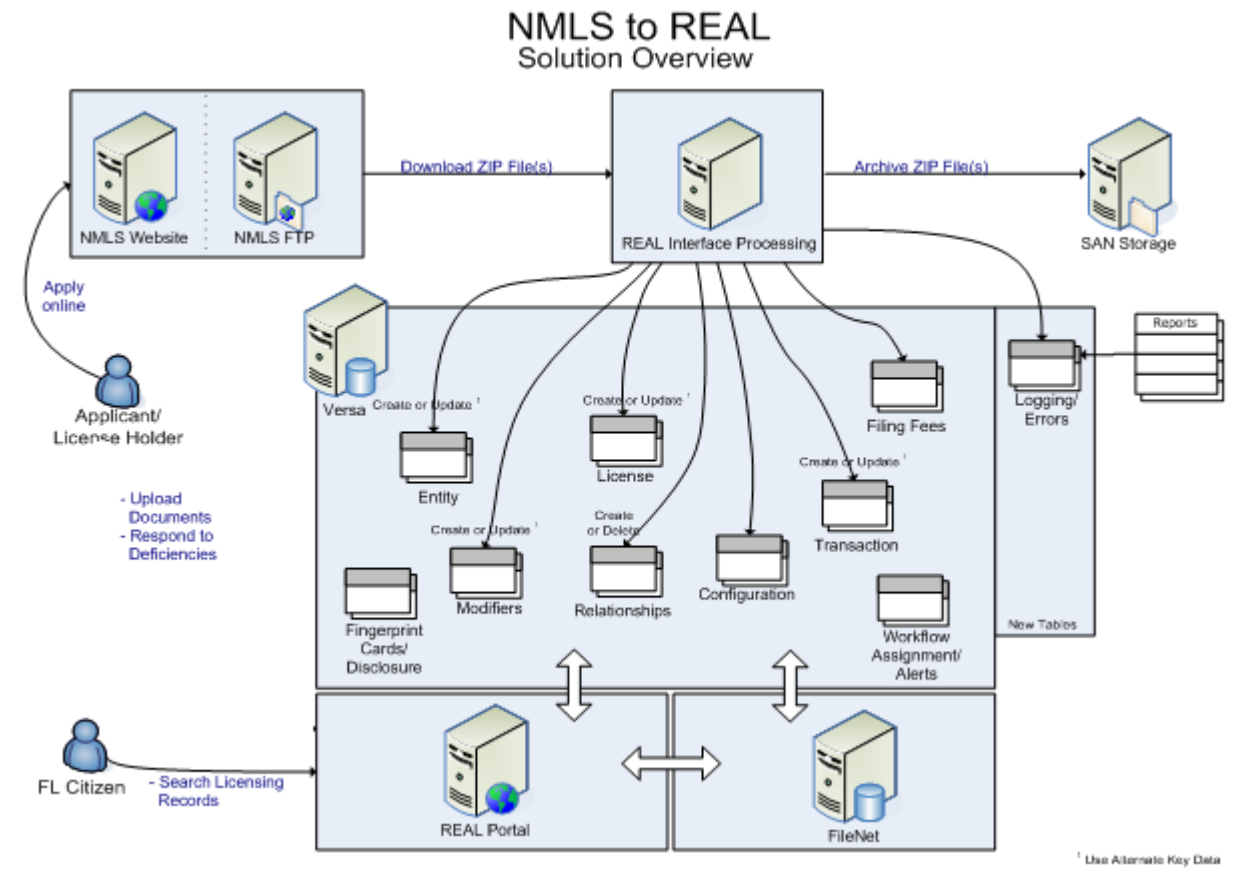 NMLS to REAL
Solution Overview
NMLS Website
NMLS FTP
Download ZIP File(s)
REAL Interface Processing
Archive ZIP File(s)
SAN Storage
Apply
online
Applicant/
License Holder
- Upload
Documents
- Respond to
Deficiencies
Versa
Create or Update 1
Entity
Create or Update 1
License
Filing Fees
Create or Update 1
Transaction
Create or Update 1
Modifiers
Create
or Delete
Relationships
Configuration
Fingerprint
Cards/
Disclosure
Workflow
Assignment/
Alerts
Logging/
Errors
New Tables
Reports
FL Citizen
- Search Licensing
Records
REAL Portal
FileNet
1 Use Alternate Key Data